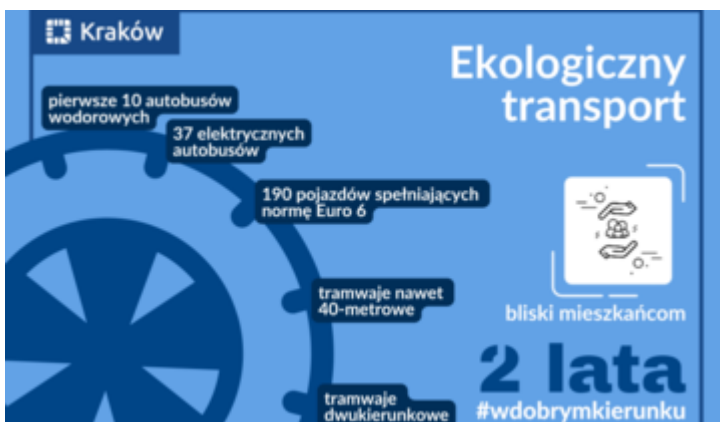 Kraków
Ekologiczny
transport
pierwsze 10 autobusów
wodorowych
37 elektrycznych
autobusów
190 pojazdów spełniających
normę Euro 6
tramwaje nawet
40-metrowe
bliski mieszkańcom
2 lata
tramwaje
dwukierunkowe
#wdobrymkierunku